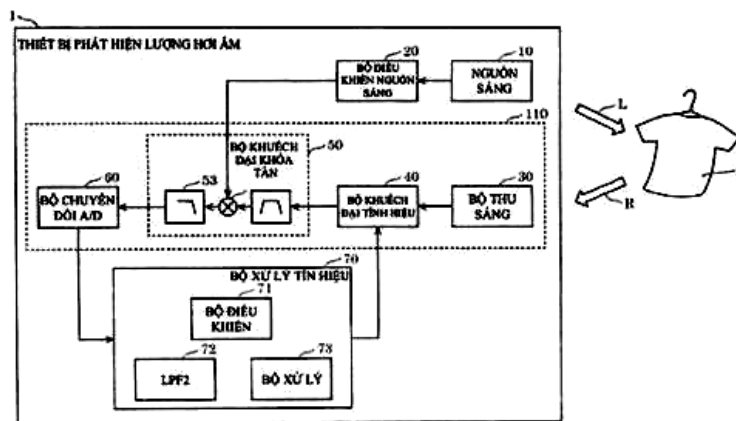 1
THIẾT BỊ PHÁT HIỆN LƯỢNG HƠI ẨM
20
10
BỘ ĐIỀU
KHIỂN NGUỒN
SÁNG
NGUỒN
SÁNG
L
110
BỘ KHUẾCH
ĐẠI KHÓA
TẦN
50
60
53
40
30
BỘ CHUYỂN
ĐỔI A/D
BỘ KHUẾCH
ĐẠI TÍNH HIỆU
BỘ THU
SÁNG
R
70
BỘ XỬ LÝ TÍN HIỆU
71
BỘ ĐIỀU
KHIỂN
72
73
LPF2
BỘ XỬ LÝ